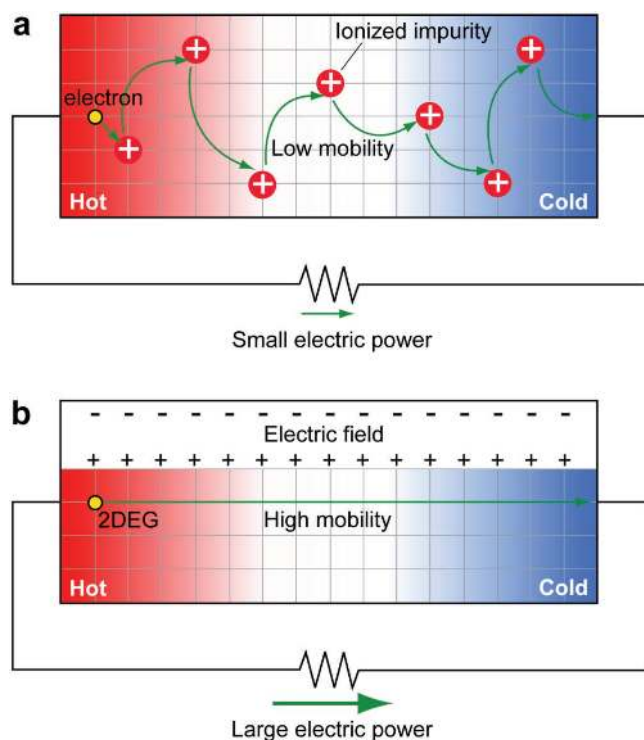 a
Ionized impurity
electron
+ + + + + + + +
Low mobility
Hot
Cold
Small electric power
b
- - - - - - - - - - - - - - -
Electric field
+ + + + + + + + + + + + + + +
2DEG
High mobility
Hot
Cold
Large electric power